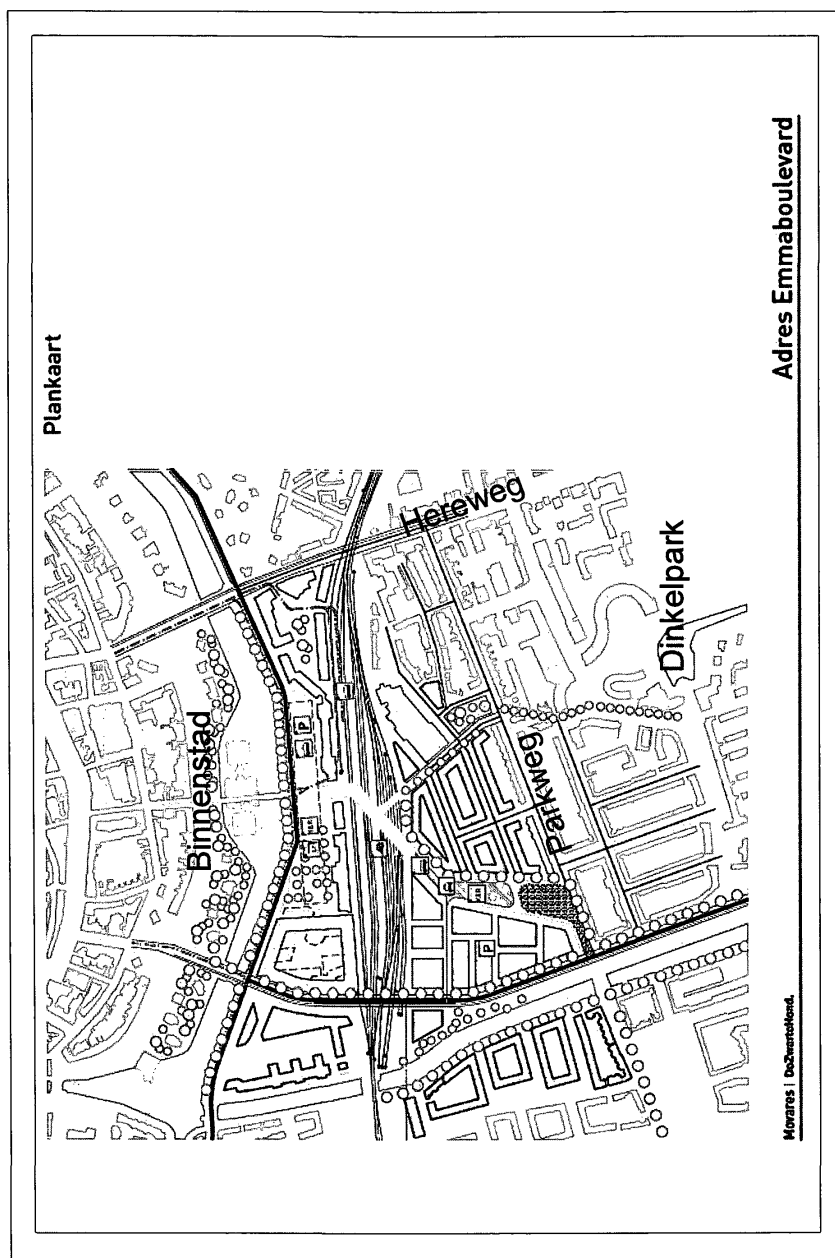 Plankaart
Binnenstad
Hereweg
Parkweg
Dinkelpark
P
P
Adres Emmaboulevard
Movares | DeZwarteHond.